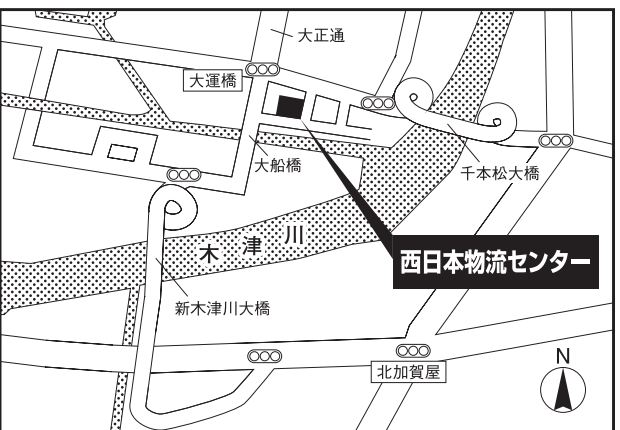 大正通
大運橋
大船橋
千本松大橋
木津川
西日本物流センター
新木津川大橋
北加賀屋
N